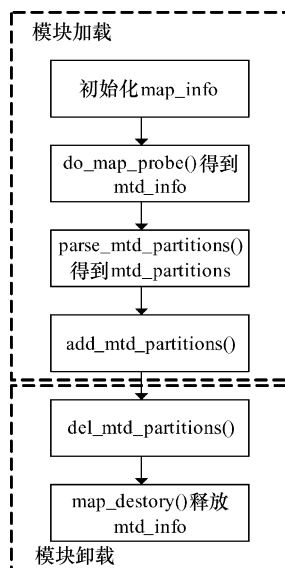 模块加载
初始化map_info
do_map_probe()得到
mtd_info
parse_mtd_partitions()
得到mtd_partitions
add_mtd_partitions()
del_mtd_partitions()
map_destory()释放
mtd_info
模块卸载